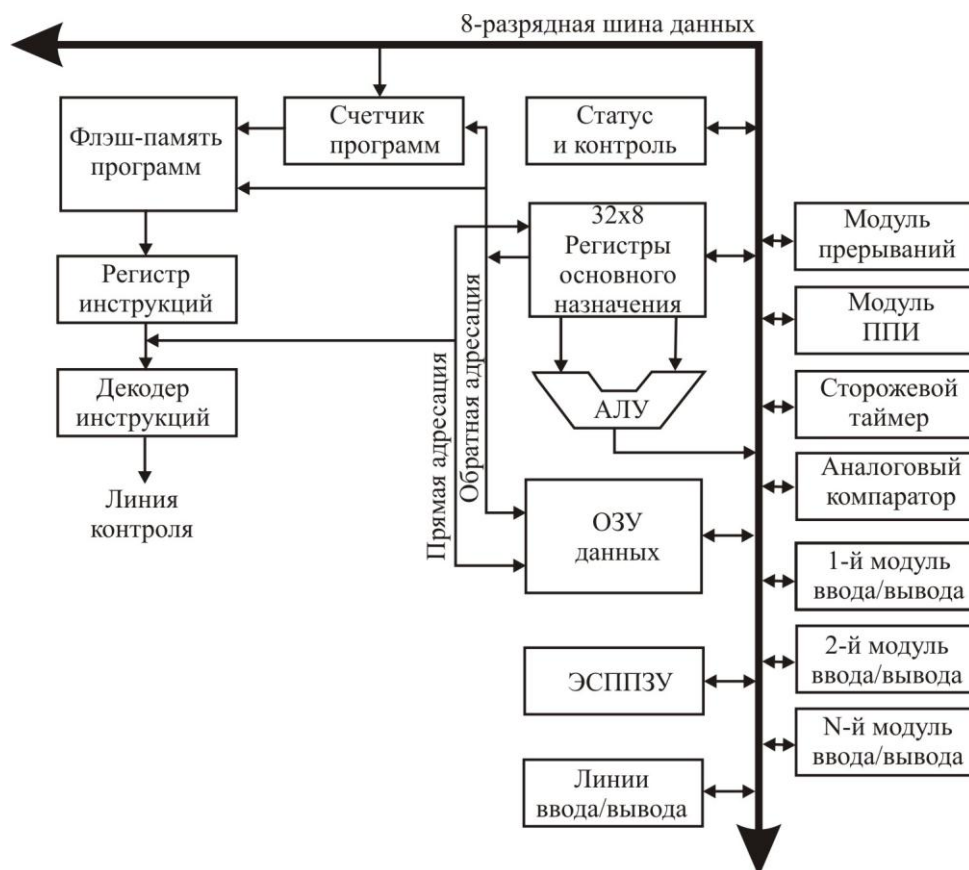 8-разрядная шина данных
Флэш-память
программ
Счетчик
программ
Статус
и контроль
32x8
Регистры
основного
назначения
Модуль
прерываний
Регистр
инструкций
Модуль
ППИ
Декодер
инструкций
Прямая адресация
Обратная адресация
АЛУ
Сторожевой
таймер
Линия
контроля
Аналоговый
компаратор
ОЗУ
данных
1-й модуль
ввода/вывода
ЭСППЗУ
2-й модуль
ввода/вывода
N-й модуль
ввода/вывода
Линии
ввода/вывода